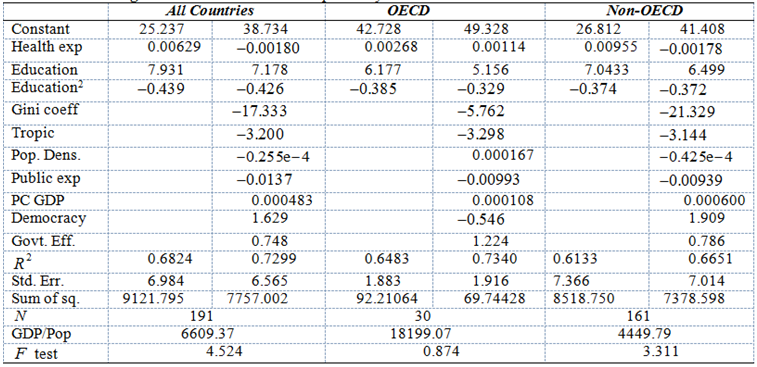 All Countries OECD Non-OECD
Constant 25.237 38.734 42.728 49.328 26.812 41.408
Health exp 0.00629 −0.00180 0.00268 0.00114 0.00955 −0.00178
Education 7.931 7.178 6.177 5.156 7.0433 6.499
Education² −0.439 −0.426 −0.385 −0.329 −0.374 −0.372
Gini coeff −17.333 −5.762 −21.329
Tropic −3.200 −3.298 −3.144
Pop. Dens. −0.255e−4 0.000167 −0.425e−4
Public exp −0.0137 −0.00993 −0.00939
PC GDP 0.000483 0.000108 0.000600
Democracy 1.629 −0.546 1.909
Govt. Eff. 0.748 1.224 0.786
R² 0.6824 0.7299 0.6483 0.7340 0.6133 0.6651
Std. Err. 6.984 6.565 1.883 1.916 7.366 7.014
Sum of sq. 9121.795 7757.002 92.21064 69.74428 8518.750 7378.598
N 191 30 161
GDP/Pop 6609.37 18199.07 4449.79
F test 4.524 0.874 3.311